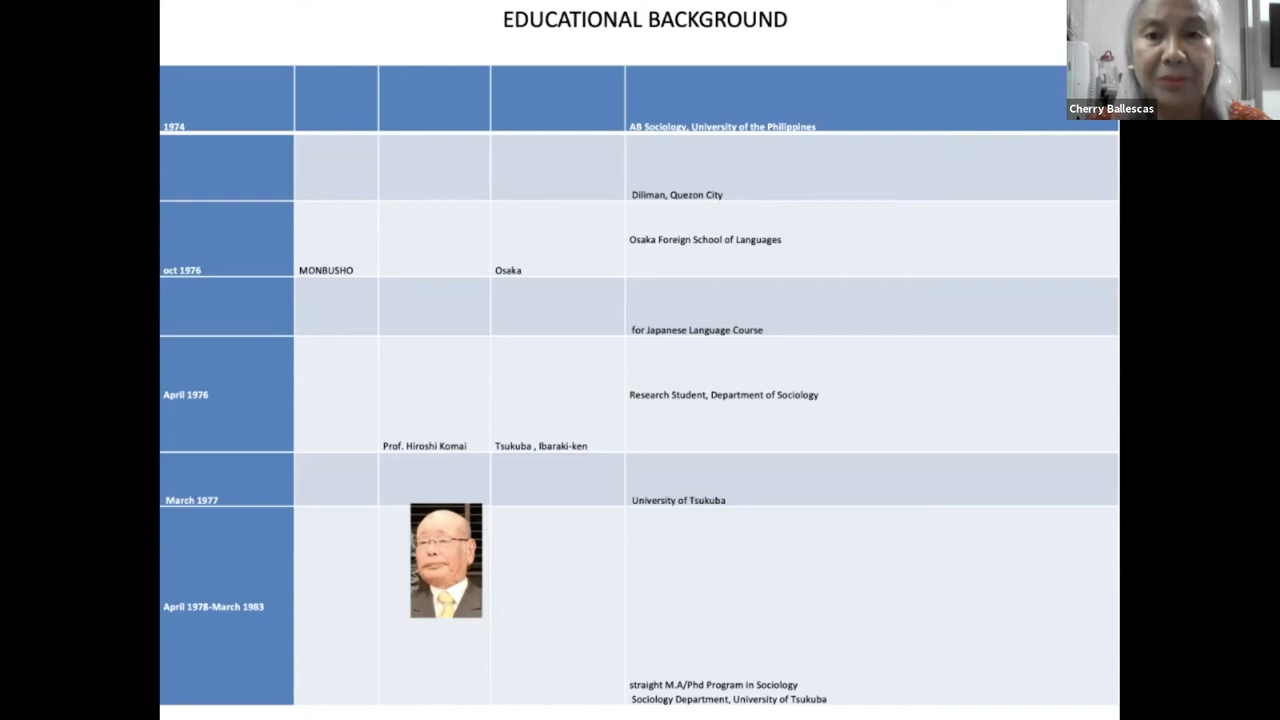 EDUCATIONAL BACKGROUND
Cherry Ballescas
1974 AB Sociology, University of the Philippines
Diliman, Quezon City
Osaka Foreign School of Languages
oct 1976 MONBUSHO Osaka
for Japanese Language Course
April 1976 Research Student, Department of Sociology
Prof. Hiroshi Komai Tsukuba , Ibaraki-ken
March 1977 University of Tsukuba
April 1978-March 1983
straight M.A/Phd Program in Sociology
Sociology Department, University of Tsukuba